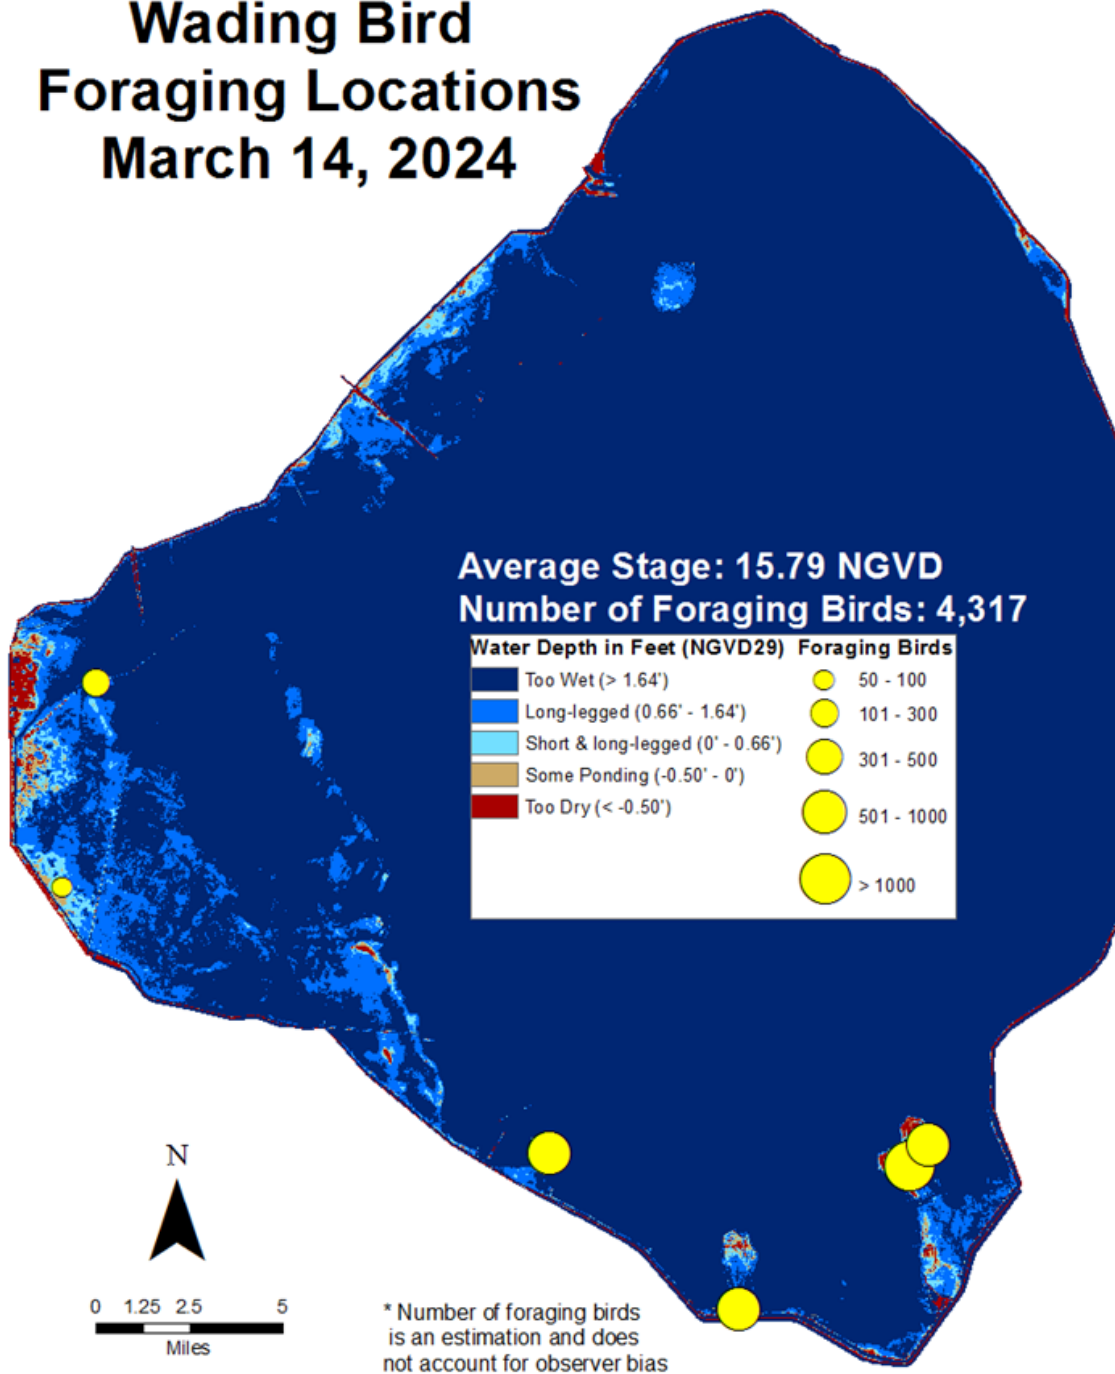 Wading Bird
Foraging Locations
March 14, 2024
Average Stage: 15.79 NGVD
Number of Foraging Birds: 4,317
Water Depth in Feet (NGVD29) Foraging Birds
Too Wet (> 1.64') 50 - 100
Long-legged (0.66' - 1.64') 101 - 300
Short & long-legged (0' - 0.66') 301 - 500
Some Ponding (-0.50' - 0')
Too Dry (< -0.50') 501 - 1000
> 1000
N
0 1.25 2.5 5
Miles
* Number of foraging birds
is an estimation and does
not account for observer bias